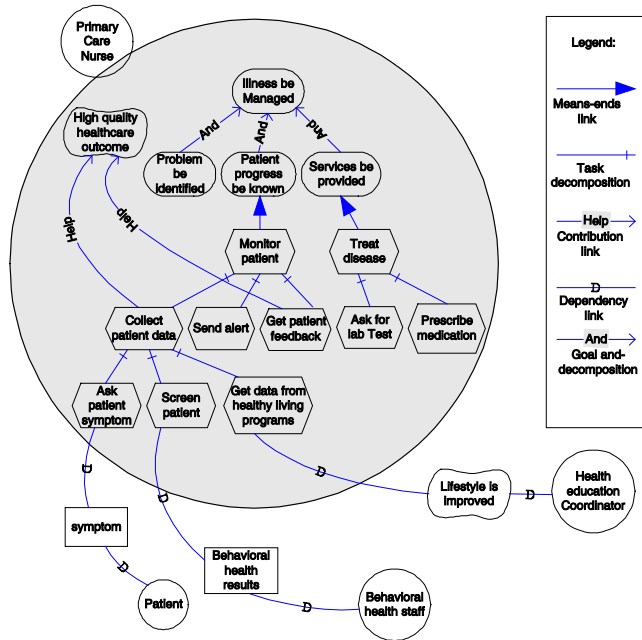 Primary
Care
Nurse
Legend:
Means-ends
link
Task
decomposition
Help
Contribution
link
D
Dependency
link
And
Goal and-
decomposition
Illness be
Managed
High quality
healthcare
outcome
And
And
And
Problem
be
identified
Patient
progress
be known
Services be
provided
Help
Help
Monitor
patient
Treat
disease
Collect
patient data
Send alert
Get patient
feedback
Ask for
lab Test
Prescribe
medication
Ask
patient
symptom
Screen
patient
Get data from
healthy living
programs
D
D
D
Lifestyle is
improved
D
Health
education
Coordinator
symptom
D
Behavioral
health
results
D
Patient
Behavioral
health staff